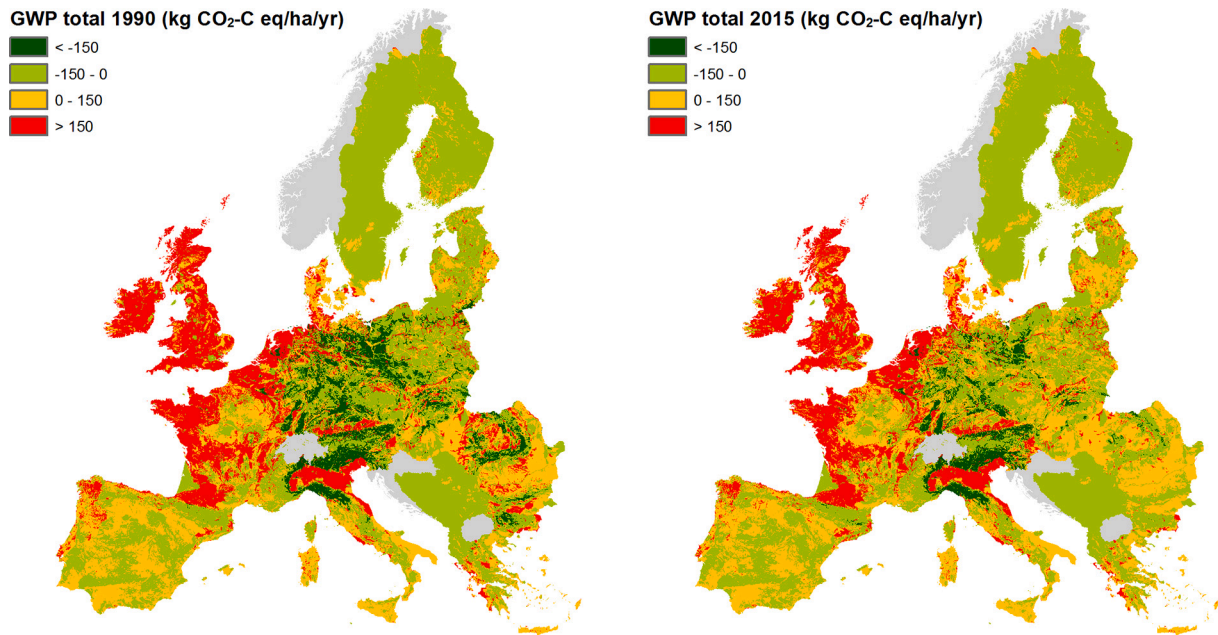 GWP total 1990 (kg CO₂-C eq/ha/yr)
< -150
-150 - 0
0 - 150
> 150
GWP total 2015 (kg CO₂-C eq/ha/yr)
< -150
-150 - 0
0 - 150
> 150